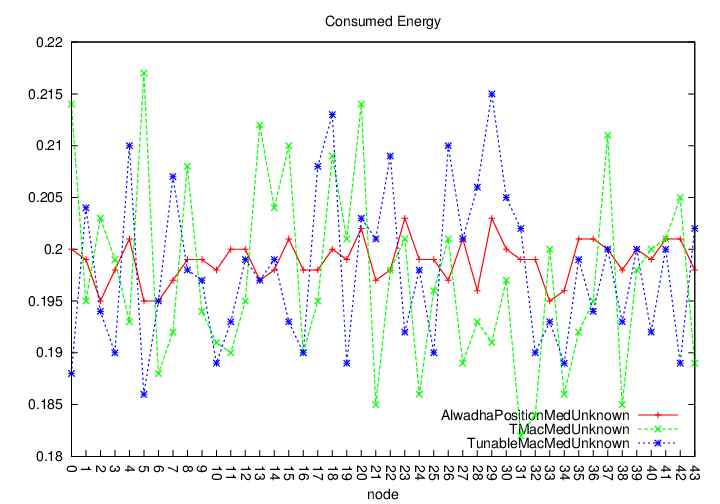 Consumed Energy
0.22
0.215
0.21
0.205
0.2
0.195
0.19
0.185
0.18
AlwadhaPositionMedUnknown
TMacMedUnknown
TunableMacMedUnknown
0 1 2 3 4 5 6 7 8 9 10 11 12 13 14 15 16 17 18 19 20 21 22 23 24 25 26 27 28 29 30 31 32 33 34 35 36 37 38 39 40 41 42 43
node